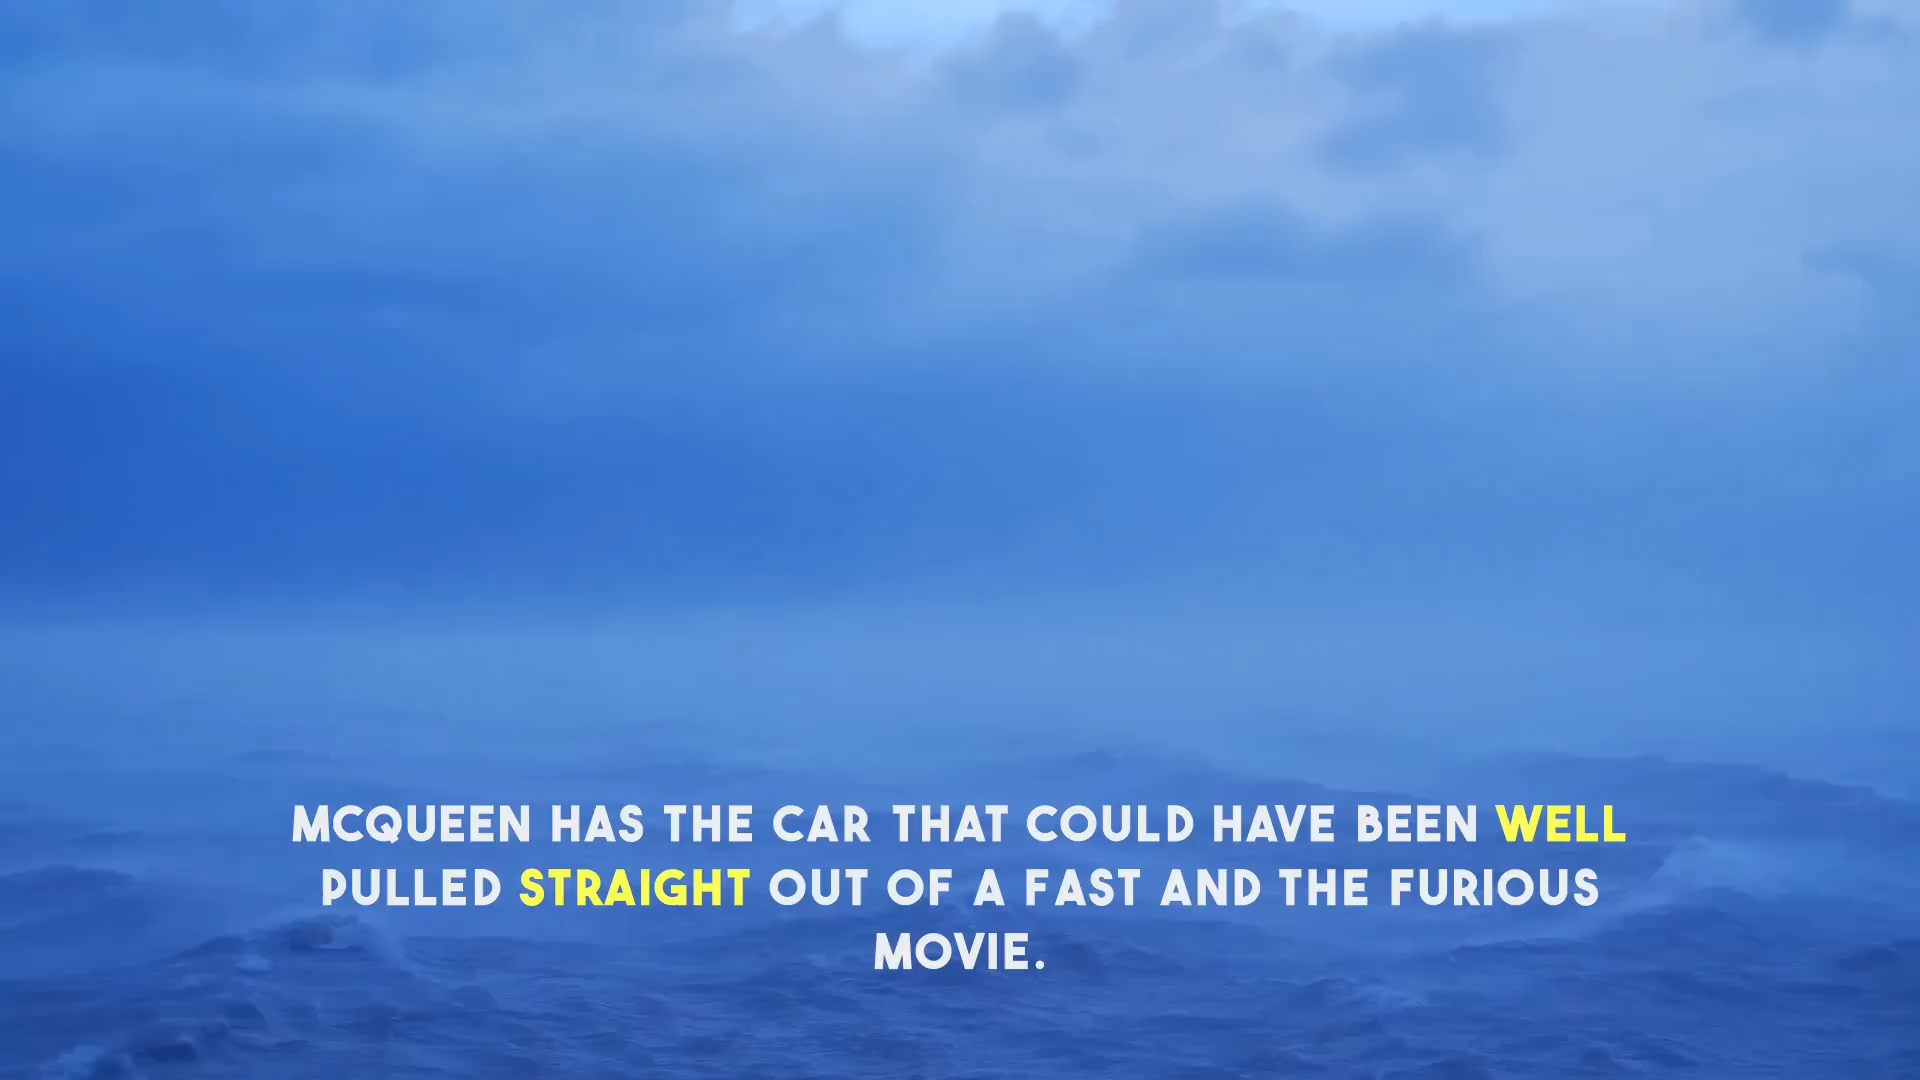 MCQUEEN HAS THE CAR THAT COULD HAVE BEEN WELL
PULLED STRAIGHT OUT OF A FAST AND THE FURIOUS
MOVIE.